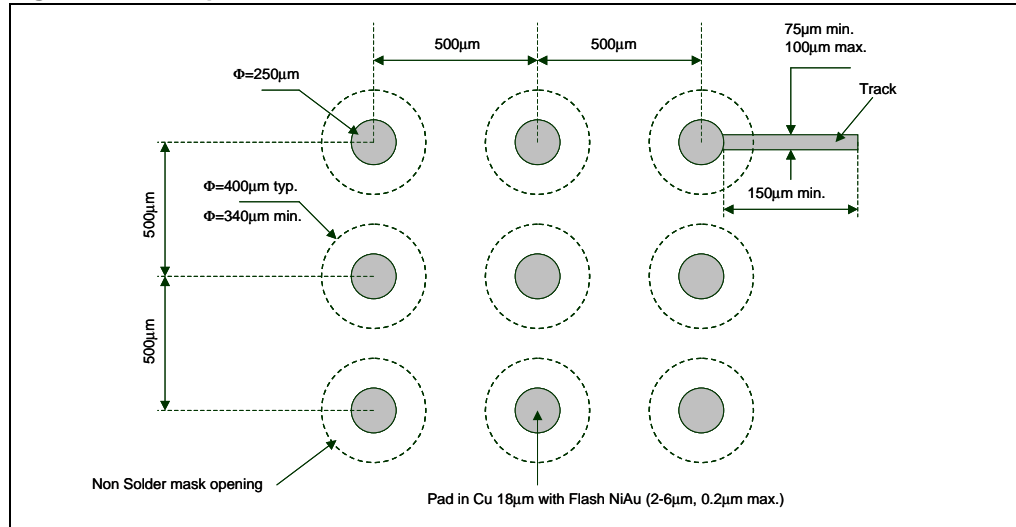 500μm
500μm
75μm min.
100μm max.
Φ=250μm
Track
Φ=400μm typ.
Φ=340μm min.
150μm min.
500μm
500μm
Non Solder mask opening
Pad in Cu 18μm with Flash NiAu (2-6μm, 0.2μm max.)